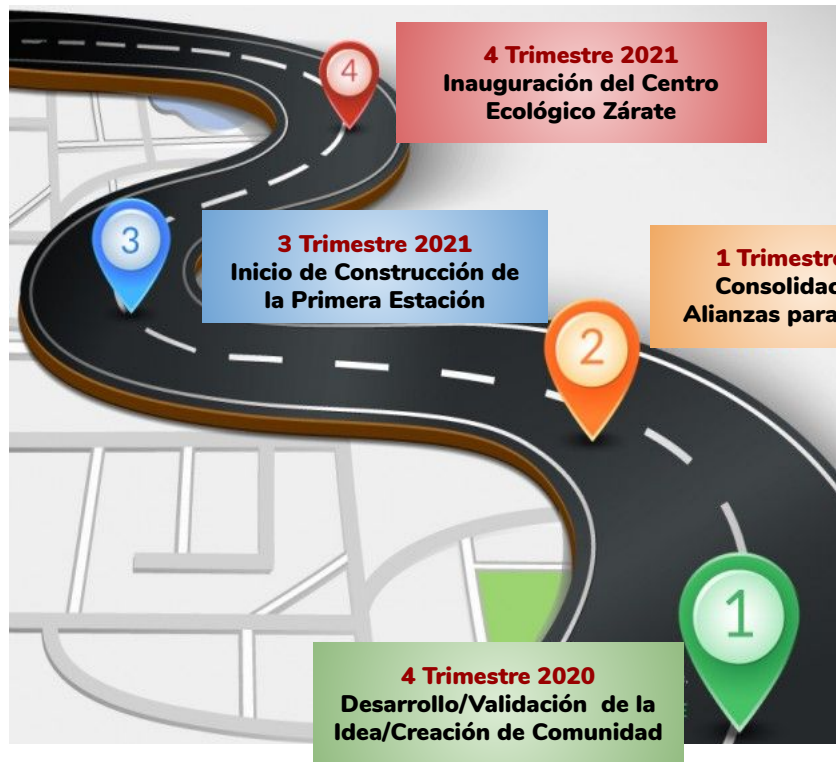 4
4 Trimestre 2021
Inauguración del Centro
Ecológico Zárate
3
3 Trimestre 2021
Inicio de Construcción de
la Primera Estación
1 Trimestre
Alianzas para
2
1
4 Trimestre 2020
Desarrollo/Validación de la
Idea/Creación de Comunidad